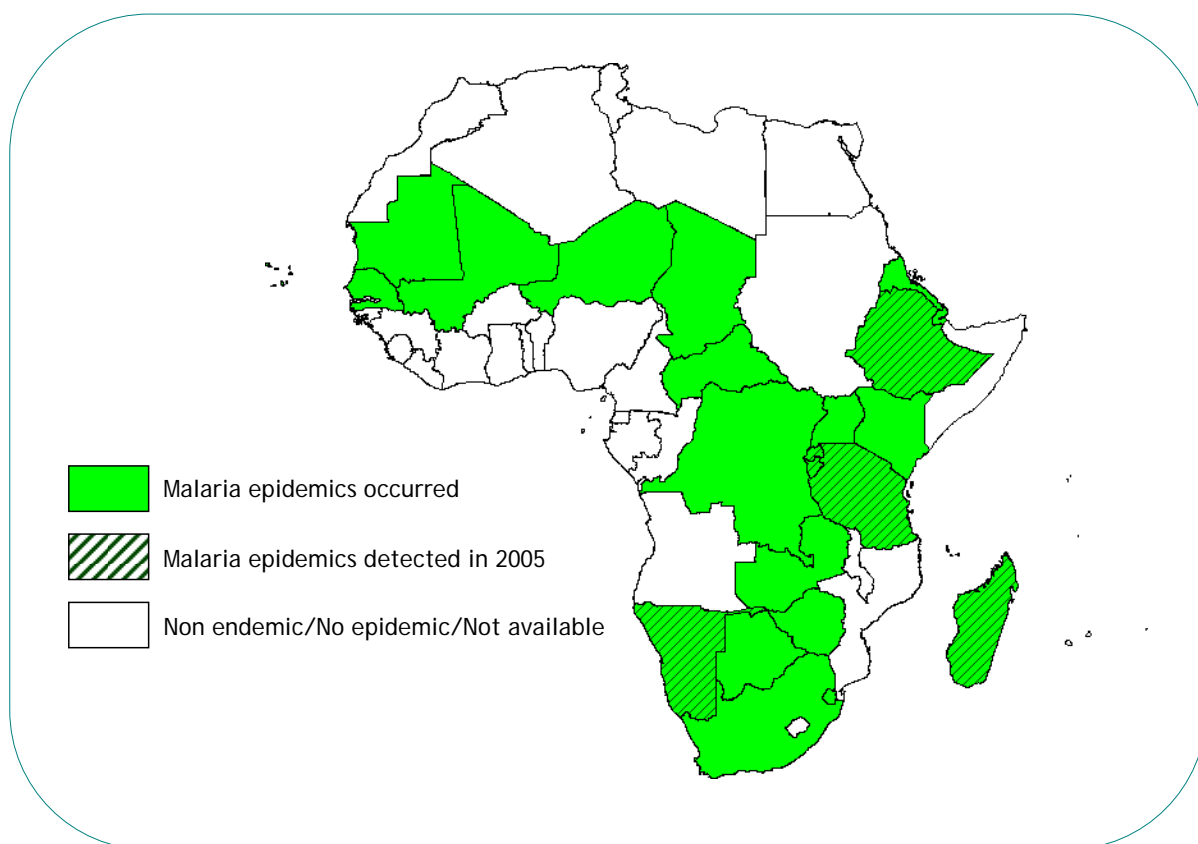 Malaria epidemics occurred
Malaria epidemics detected in 2005
Non endemic/No epidemic/Not available